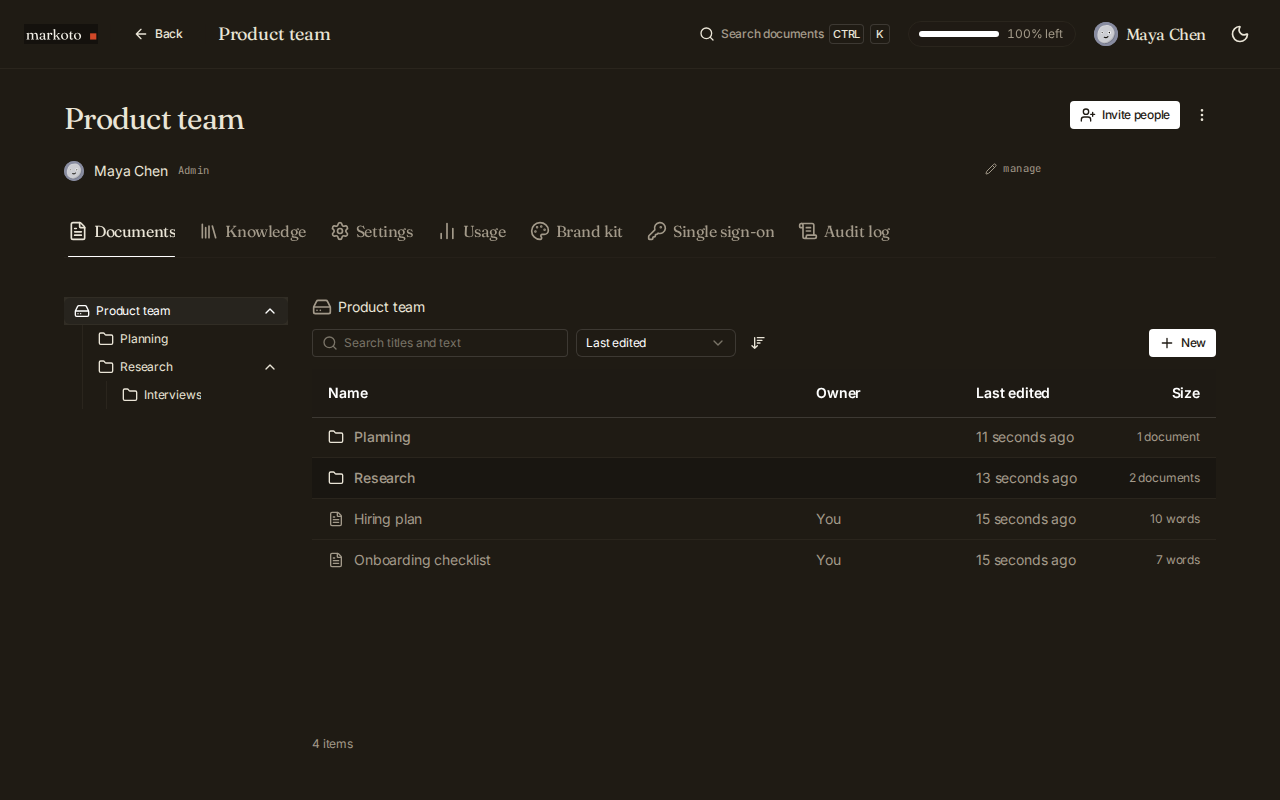 markoto
Back
Product team
Search documents CTRL K
100% left
Maya Chen
Product team
Invite people
Maya Chen Admin
manage
Documents
Knowledge
Settings
Usage
Brand kit
Single sign-on
Audit log
Product team
Planning
Research
Interviews
Product team
Search titles and text
Last edited
New
Name Owner Last edited Size
Planning 11 seconds ago 1 document
Research 13 seconds ago 2 documents
Hiring plan You 15 seconds ago 10 words
Onboarding checklist You 15 seconds ago 7 words
4 items